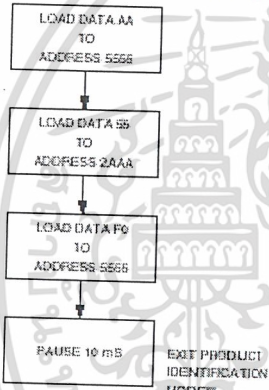 LOAD DATA AA
TO
ADDRESS 5555
LOAD DATA 55
TO
ADDRESS 2AAA
LOAD DATA F0
TO
ADDRESS 5555
PAUSE 10 mS
EXIT PRODUCT
IDENTIFICATION